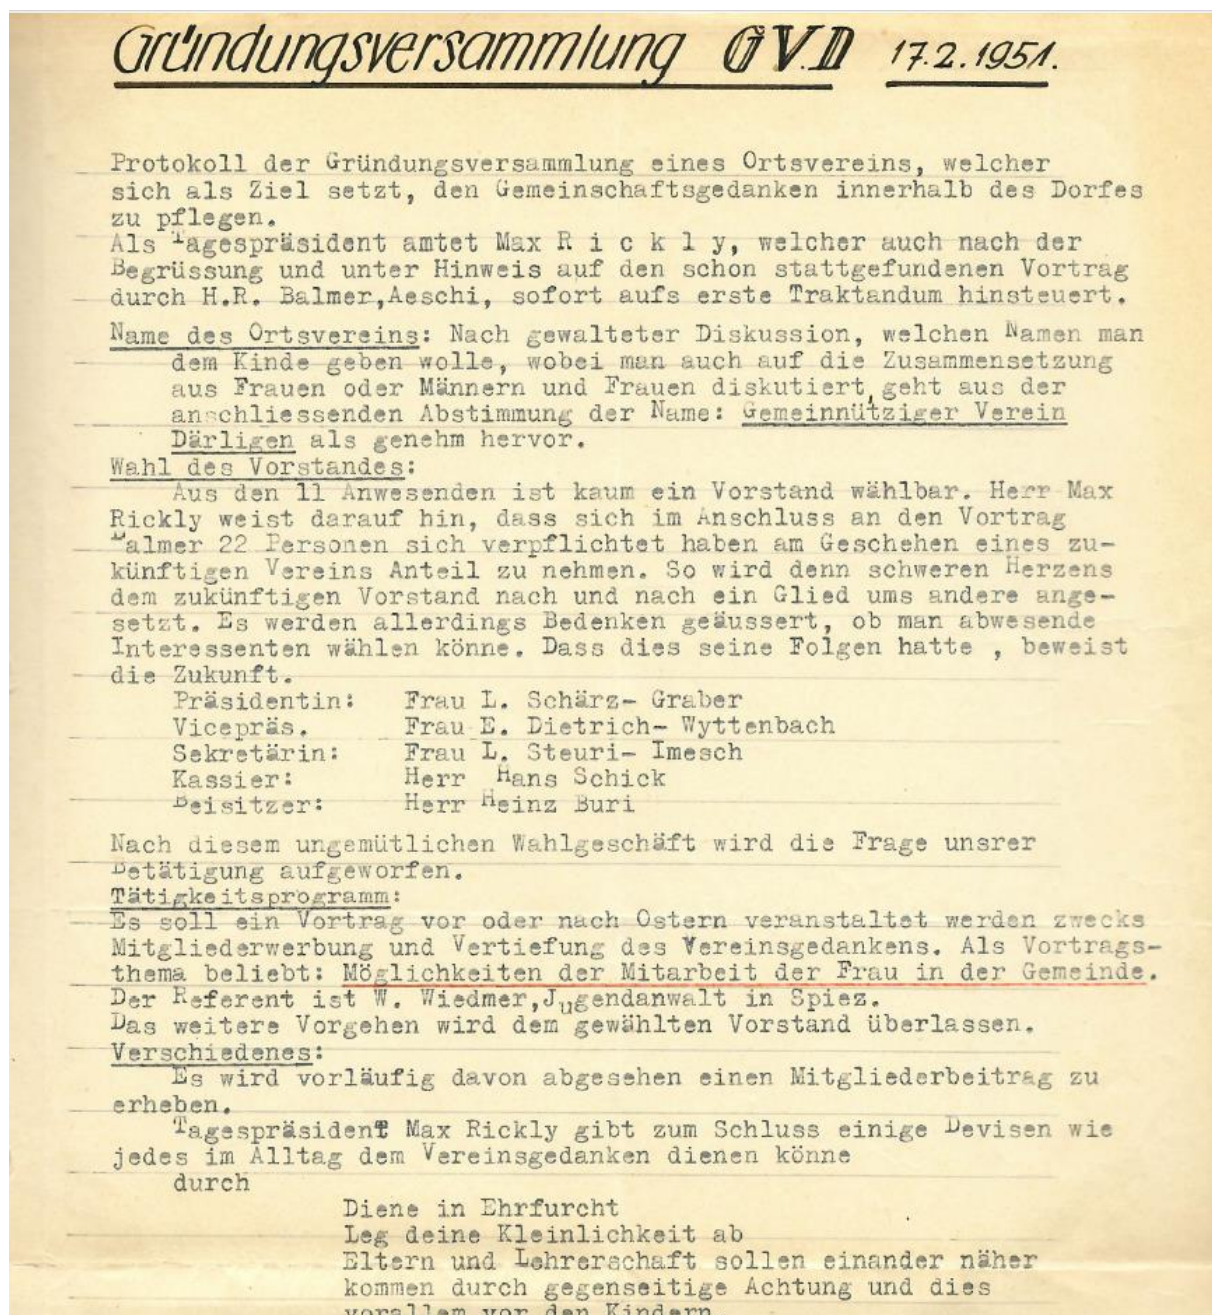 Gründungsversammlung GV.D 17.2.1951.
Protokoll der Gründungsversammlung eines Ortsvereins, welcher
sich als Ziel setzt, den Gemeinschaftsgedanken innerhalb des Dorfes
zu pflegen.
Als Tagespräsident amtet Max R i c k l y, welcher auch nach der
Begrüssung und unter Hinweis auf den schon stattgefundenen Vortrag
durch H.R. Balmer,Aeschi, sofort aufs erste Traktandum hinsteuert.
Name des Ortsvereins: Nach gewalteter Diskussion, welchen Namen man
dem Kinde geben wolle, wobei man auch auf die Zusammensetzung
aus Frauen oder Männern und Frauen diskutiert,geht aus der
anschliessenden Abstimmung der Name: Gemeinnütziger Verein
Därligen als genehm hervor.
Wahl des Vorstandes:
Aus den 11 Anwesenden ist kaum ein Vorstand wählbar. Herr Max
Rickly weist darauf hin, dass sich im Anschluss an den Vortrag
Balmer 22 Personen sich verpflichtet haben am Geschehen eines zu-
künftigen Vereins Anteil zu nehmen. So wird denn schweren Herzens
dem zukünftigen Vorstand nach und nach ein Glied ums andere ange-
setzt. Es werden allerdings Bedenken geäussert, ob man abwesende
Interessenten wählen könne. Dass dies seine Folgen hatte , beweist
die Zukunft.
Präsidentin: Frau L. Schärz- Graber
Vicepräs. Frau E. Dietrich- Wyttenbach
Sekretärin: Frau L. Steuri- Imesch
Kassier: Herr Hans Schick
Beisitzer: Herr Heinz Buri
Nach diesem ungemütlichen Wahlgeschäft wird die Frage unsrer
Betätigung aufgeworfen.
Tätigkeitsprogramm:
Es soll ein Vortrag vor oder nach Ostern veranstaltet werden zwecks
Mitgliederwerbung und Vertiefung des Vereinsgedankens. Als Vortrags-
thema beliebt: Möglichkeiten der Mitarbeit der Frau in der Gemeinde.
Der Referent ist W. Wiedmer,Jugendanwalt in Spiez.
Das weitere Vorgehen wird dem gewählten Vorstand überlassen.
Verschiedenes:
Es wird vorläufig davon abgesehen einen Mitgliederbeitrag zu
erheben.
Tagespräsident Max Rickly gibt zum Schluss einige Devisen wie
jedes im Alltag dem Vereinsgedanken dienen könne
durch
Diene in Ehrfurcht
Leg deine Kleinlichkeit ab
Eltern und Lehrerschaft sollen einander näher
kommen durch gegenseitige Achtung und dies
vorallem vor den Kindern